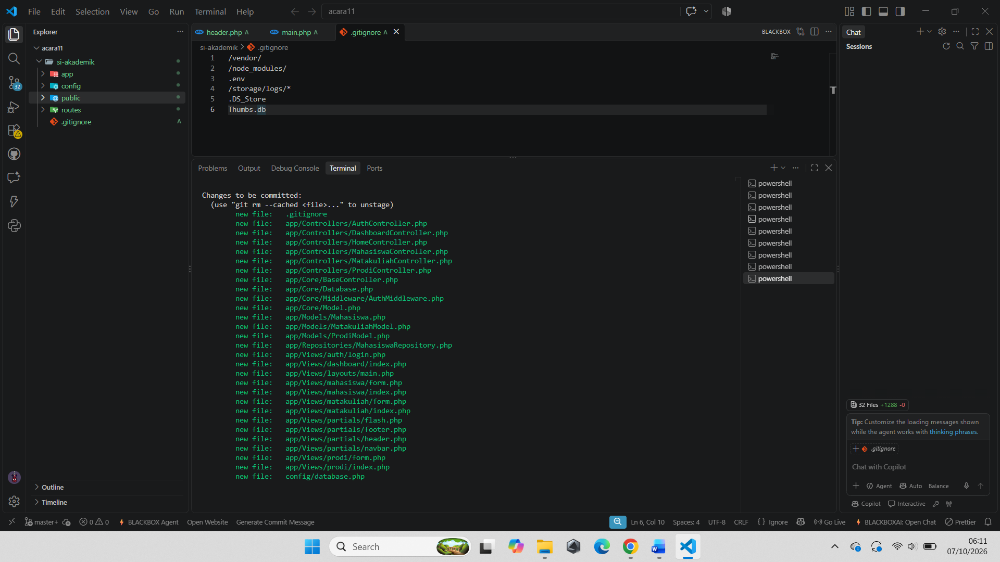 File Edit Selection View Go Run Terminal Help
acara11
Explorer
acara11
si-akademik
app
config
public
routes
.gitignore A
32
Outline
Timeline
header.php A
main.php A
.gitignore A
BLACKBOX
si-akademik > .gitignore
1 /vendor/
2 /node_modules/
3 .env
4 /storage/logs/*
5 .DS_Store
6 Thumbs.db
Problems Output Debug Console Terminal Ports
Changes to be committed:
(use "git rm --cached <file>..." to unstage)
new file: .gitignore
new file: app/Controllers/AuthController.php
new file: app/Controllers/DashboardController.php
new file: app/Controllers/HomeController.php
new file: app/Controllers/MahasiswaController.php
new file: app/Controllers/MatakuliahController.php
new file: app/Controllers/ProdiController.php
new file: app/Core/BaseController.php
new file: app/Core/Database.php
new file: app/Core/Middleware/AuthMiddleware.php
new file: app/Core/Model.php
new file: app/Models/Mahasiswa.php
new file: app/Models/MatakuliahModel.php
new file: app/Models/ProdiModel.php
new file: app/Repositories/MahasiswaRepository.php
new file: app/Views/auth/login.php
new file: app/Views/dashboard/index.php
new file: app/Views/layouts/main.php
new file: app/Views/mahasiswa/form.php
new file: app/Views/mahasiswa/index.php
new file: app/Views/matakuliah/form.php
new file: app/Views/matakuliah/index.php
new file: app/Views/partials/flash.php
new file: app/Views/partials/footer.php
new file: app/Views/partials/header.php
new file: app/Views/partials/navbar.php
new file: app/Views/prodi/form.php
new file: app/Views/prodi/index.php
new file: config/database.php
powershell
powershell
powershell
powershell
powershell
powershell
powershell
powershell
powershell
Chat
Sessions
32 Files +1288 -0
Tip: Customize the loading messages shown
while the agent works with thinking phrases.
.gitignore
Chat with Copilot
Agent Auto Balance
Copilot Interactive
master+ 0 0 BLACKBOX Agent Open Website Generate Commit Message
Ln 6, Col 10 Spaces: 4 UTF-8 CRLF { } Ignore Go Live BLACKBOXAI: Open Chat Prettier
Search
06:11
07/10/2026